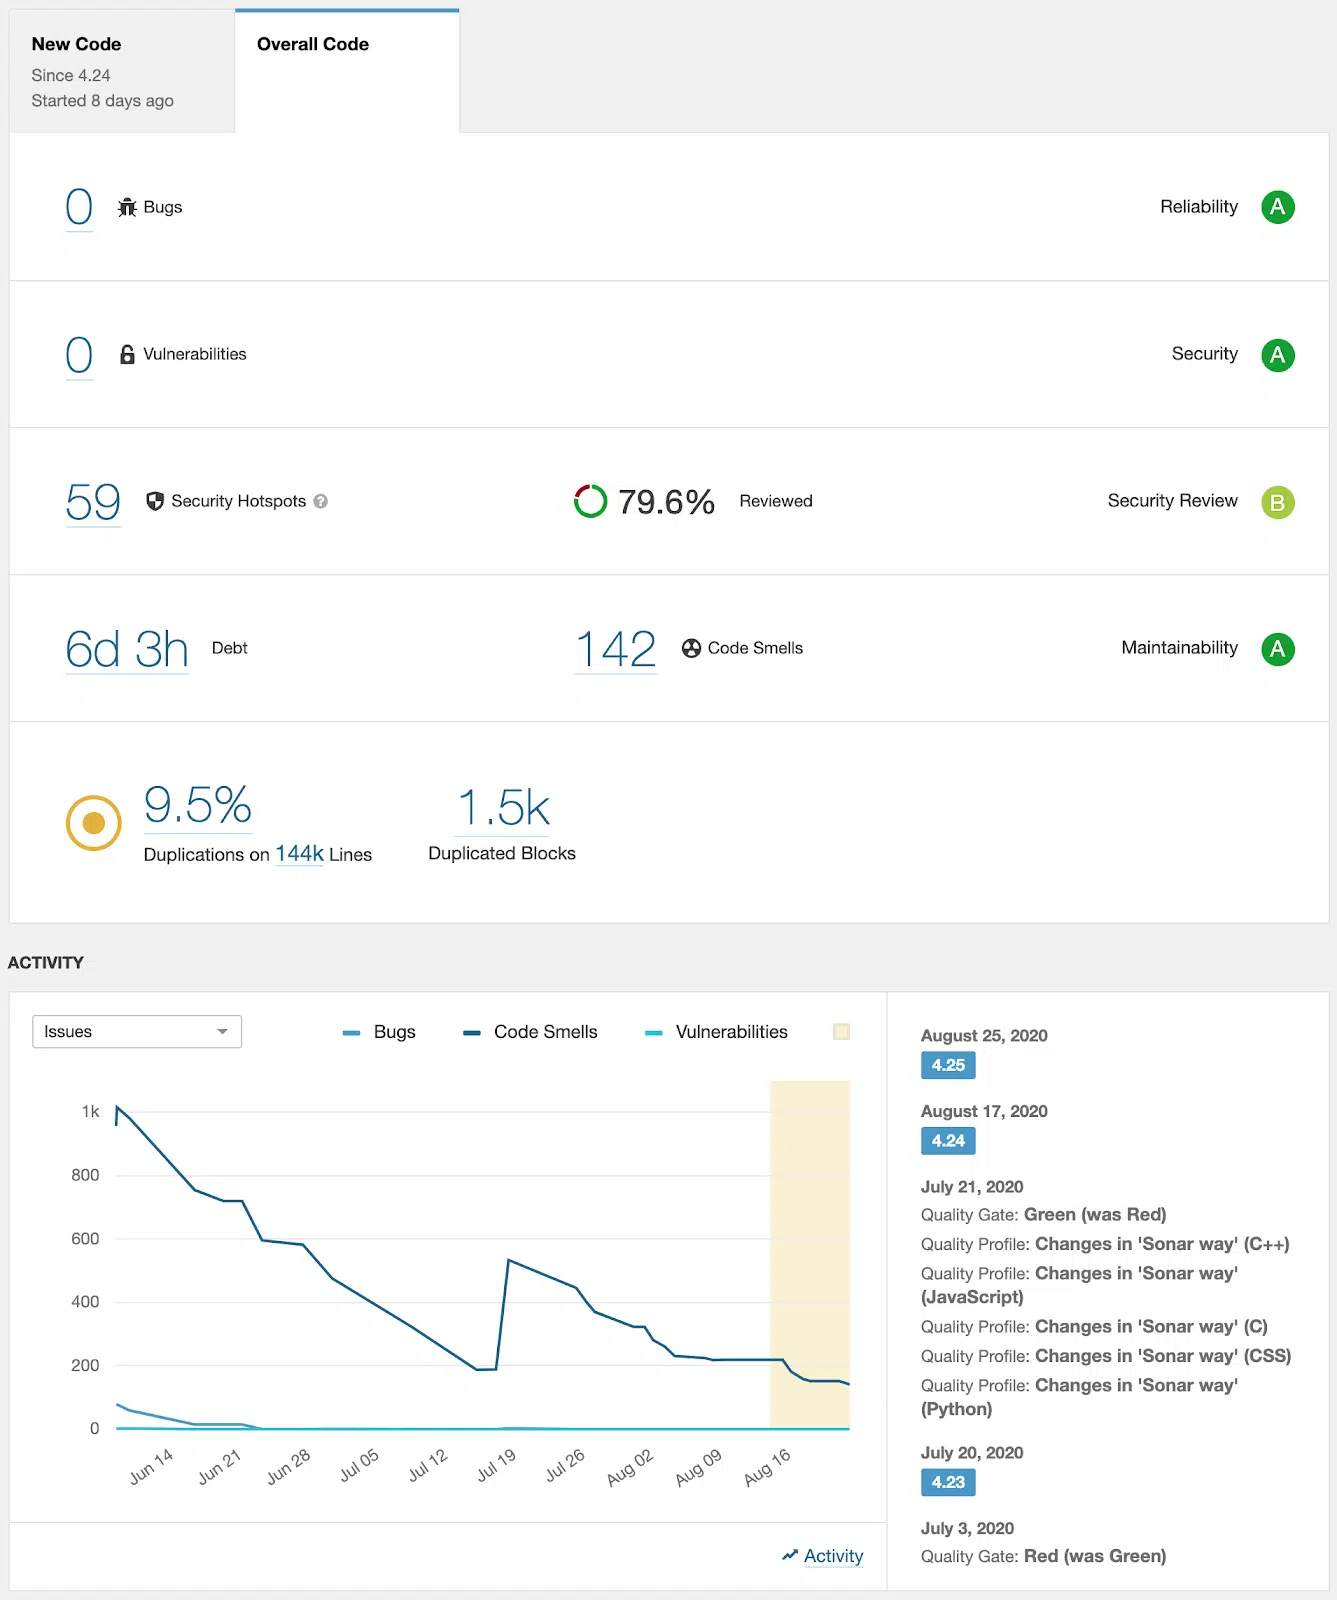 New Code
Since 4.24
Started 8 days ago
Overall Code
0 Bugs
Reliability A
0 Vulnerabilities
Security A
59 Security Hotspots ?
79.6% Reviewed
Security Review B
6d 3h Debt
142 Code Smells
Maintainability A
9.5%
Duplications on 144k Lines
1.5k
Duplicated Blocks
ACTIVITY
Issues
Bugs
Code Smells
Vulnerabilities
1k
800
600
400
200
0
Jun 14
Jun 21
Jun 28
Jul 05
Jul 12
Jul 19
Jul 26
Aug 02
Aug 09
Aug 16
Activity
August 25, 2020
4.25
August 17, 2020
4.24
July 21, 2020
Quality Gate: Green (was Red)
Quality Profile: Changes in 'Sonar way' (C++)
Quality Profile: Changes in 'Sonar way'
(JavaScript)
Quality Profile: Changes in 'Sonar way' (C)
Quality Profile: Changes in 'Sonar way' (CSS)
Quality Profile: Changes in 'Sonar way'
(Python)
July 20, 2020
4.23
July 3, 2020
Quality Gate: Red (was Green)